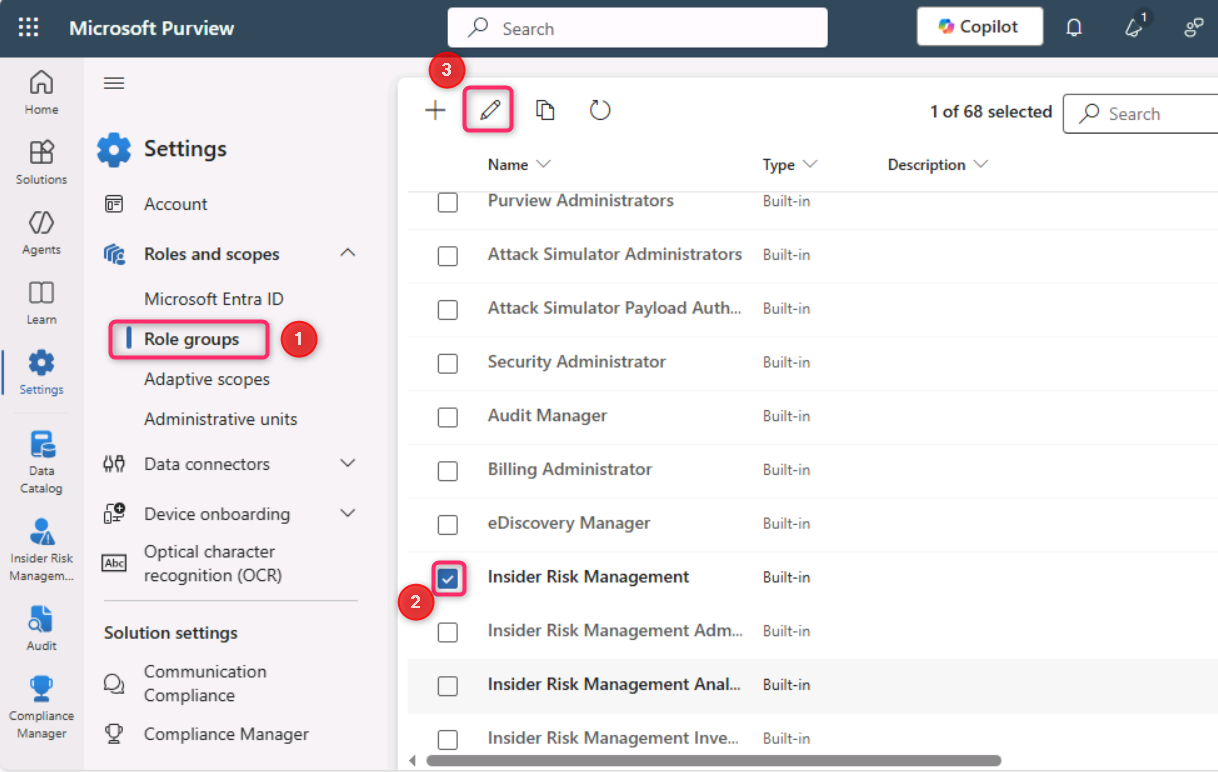 Microsoft Purview
Search
Copilot
1
Home
Solutions
Agents
Learn
Settings
Data
Catalog
Insider Risk
Managem...
Audit
Compliance
Manager
Settings
Account
Roles and scopes
Microsoft Entra ID
Role groups
1
Adaptive scopes
Administrative units
Data connectors
Device onboarding
Abc
Optical character
recognition (OCR)
Solution settings
Communication
Compliance
Compliance Manager
3
1 of 68 selected
Search
Name Type Description
Purview Administrators Built-in
Attack Simulator Administrators Built-in
Attack Simulator Payload Auth... Built-in
Security Administrator Built-in
Audit Manager Built-in
Billing Administrator Built-in
eDiscovery Manager Built-in
Insider Risk Management Built-in
2
Insider Risk Management Adm... Built-in
Insider Risk Management Anal... Built-in
Insider Risk Management Inve... Built-in